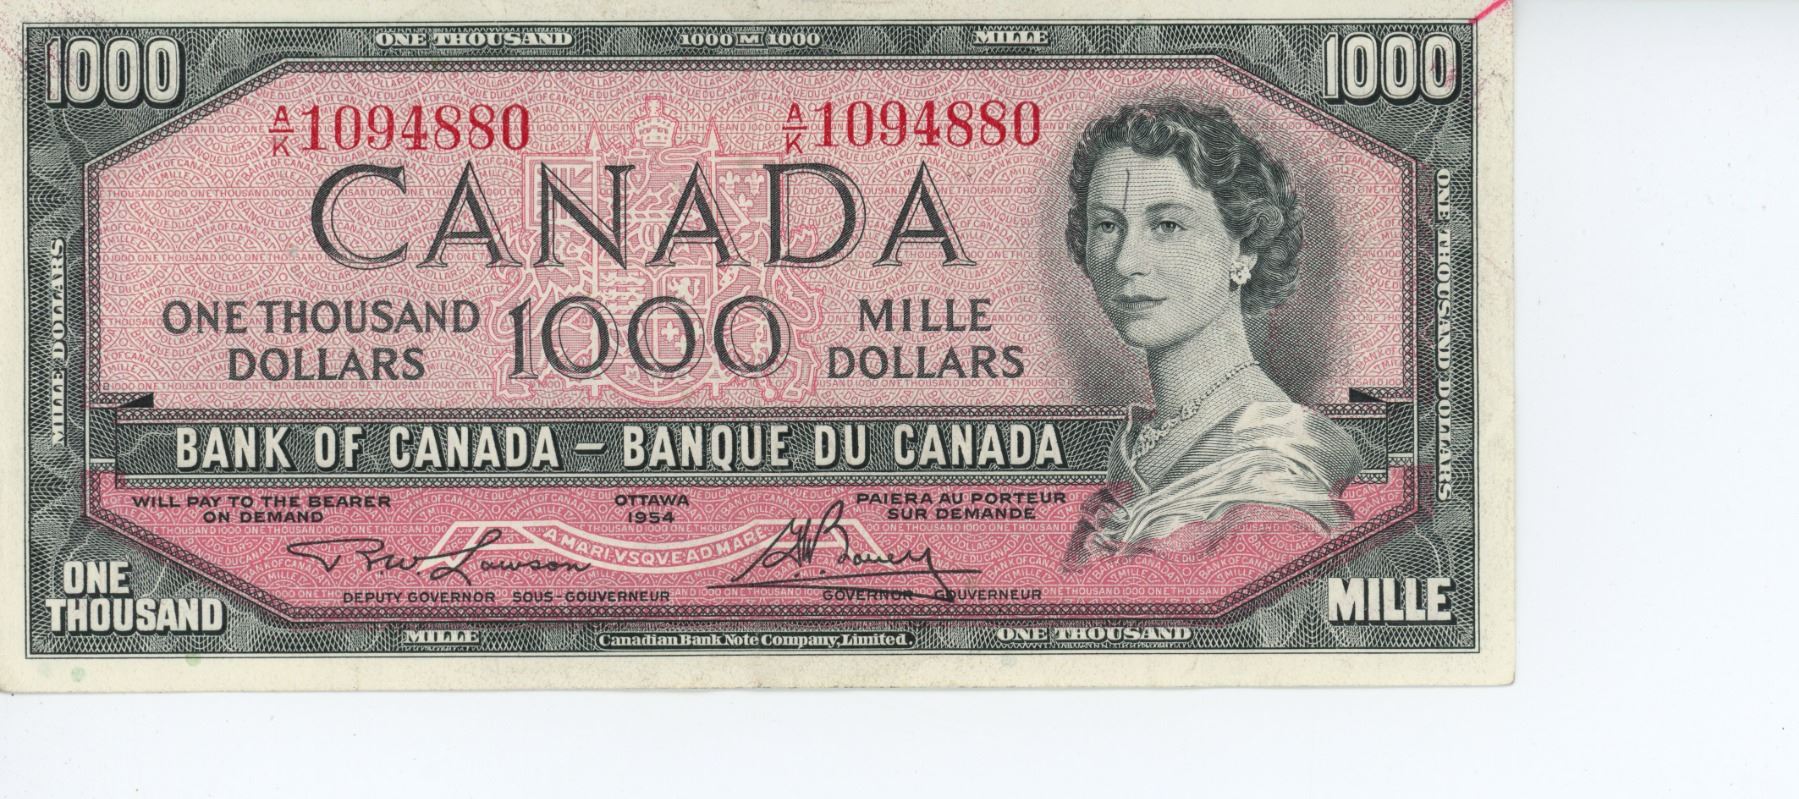 ONE THOUSAND 1000 M 1000 MILLE
1000 1000
A/K 1094880 A/K 1094880
CANADA
ONE THOUSAND DOLLARS 1000 MILLE DOLLARS
MILLE DOLLARS
ONE THOUSAND DOLLARS
BANK OF CANADA – BANQUE DU CANADA
WILL PAY TO THE BEARER ON DEMAND
OTTAWA
1954
PAIERA AU PORTEUR SUR DEMANDE
A MARI VSQVE AD MARE
R.W. Lawson
DEPUTY GOVERNOR SOUS-GOUVERNEUR
GOVERNOR GOUVERNEUR
ONE THOUSAND
MILLE
MILLE Canadian Bank Note Company, Limited. ONE THOUSAND